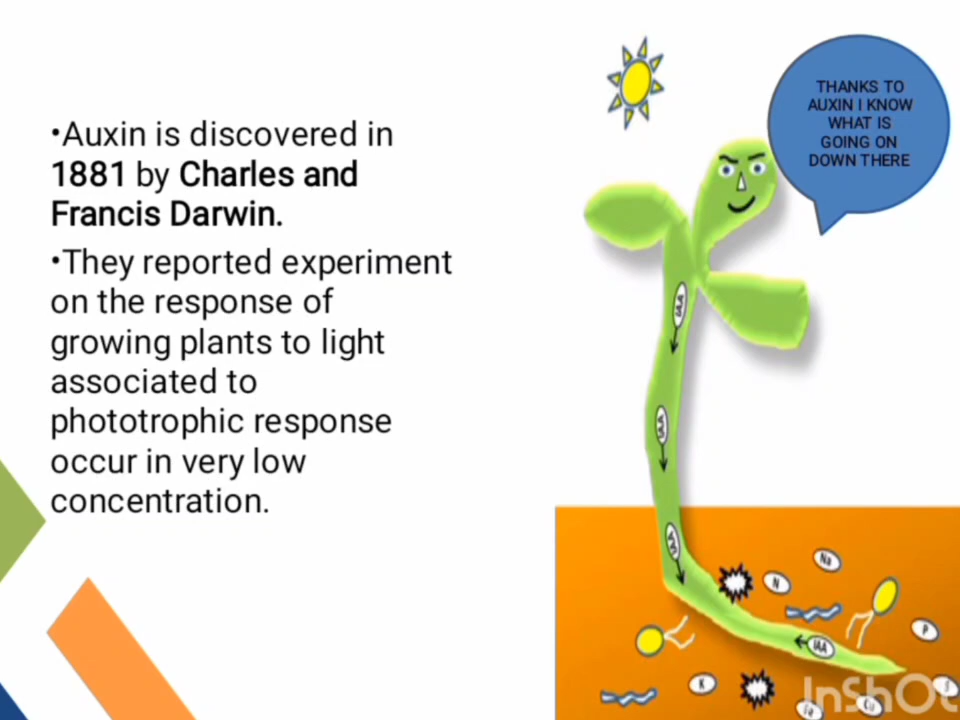 •Auxin is discovered in
1881 by Charles and
Francis Darwin.
•They reported experiment
on the response of
growing plants to light
associated to
phototrophic response
occur in very low
concentration.
THANKS TO
AUXIN I KNOW
WHAT IS
GOING ON
DOWN THERE
IAA
IAA
IAA
Na
N
P
IAA
K
Cu
InShOt